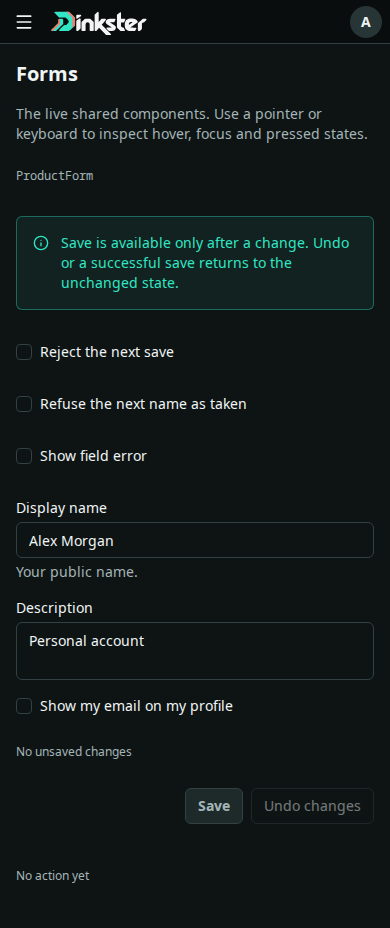 Dinkster
A
Forms
The live shared components. Use a pointer or
keyboard to inspect hover, focus and pressed states.
ProductForm
Save is available only after a change. Undo
or a successful save returns to the
unchanged state.
Reject the next save
Refuse the next name as taken
Show field error
Display name
Alex Morgan
Your public name.
Description
Personal account
Show my email on my profile
No unsaved changes
Save
Undo changes
No action yet